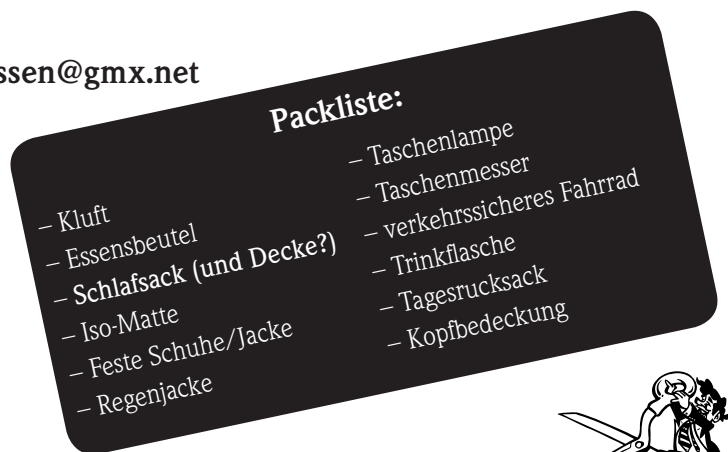 ssen@gmx.net
Packliste:
– Kluft
– Essensbeutel
– Schlafsack (und Decke?)
– Iso-Matte
– Feste Schuhe/Jacke
– Regenjacke
– Taschenlampe
– Taschenmesser
– verkehrssicheres Fahrrad
– Trinkflasche
– Tagesrucksack
– Kopfbedeckung